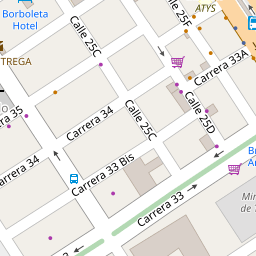 Borboleta
Hotel
Calle 25C
Calle 25F
ATYS
TREGA
Carrera 33A
Carrera 34
Calle 25C
Calle 25D
Carrera 35
Carrera 34
Carrera 33 Bis
Carrera 33
33